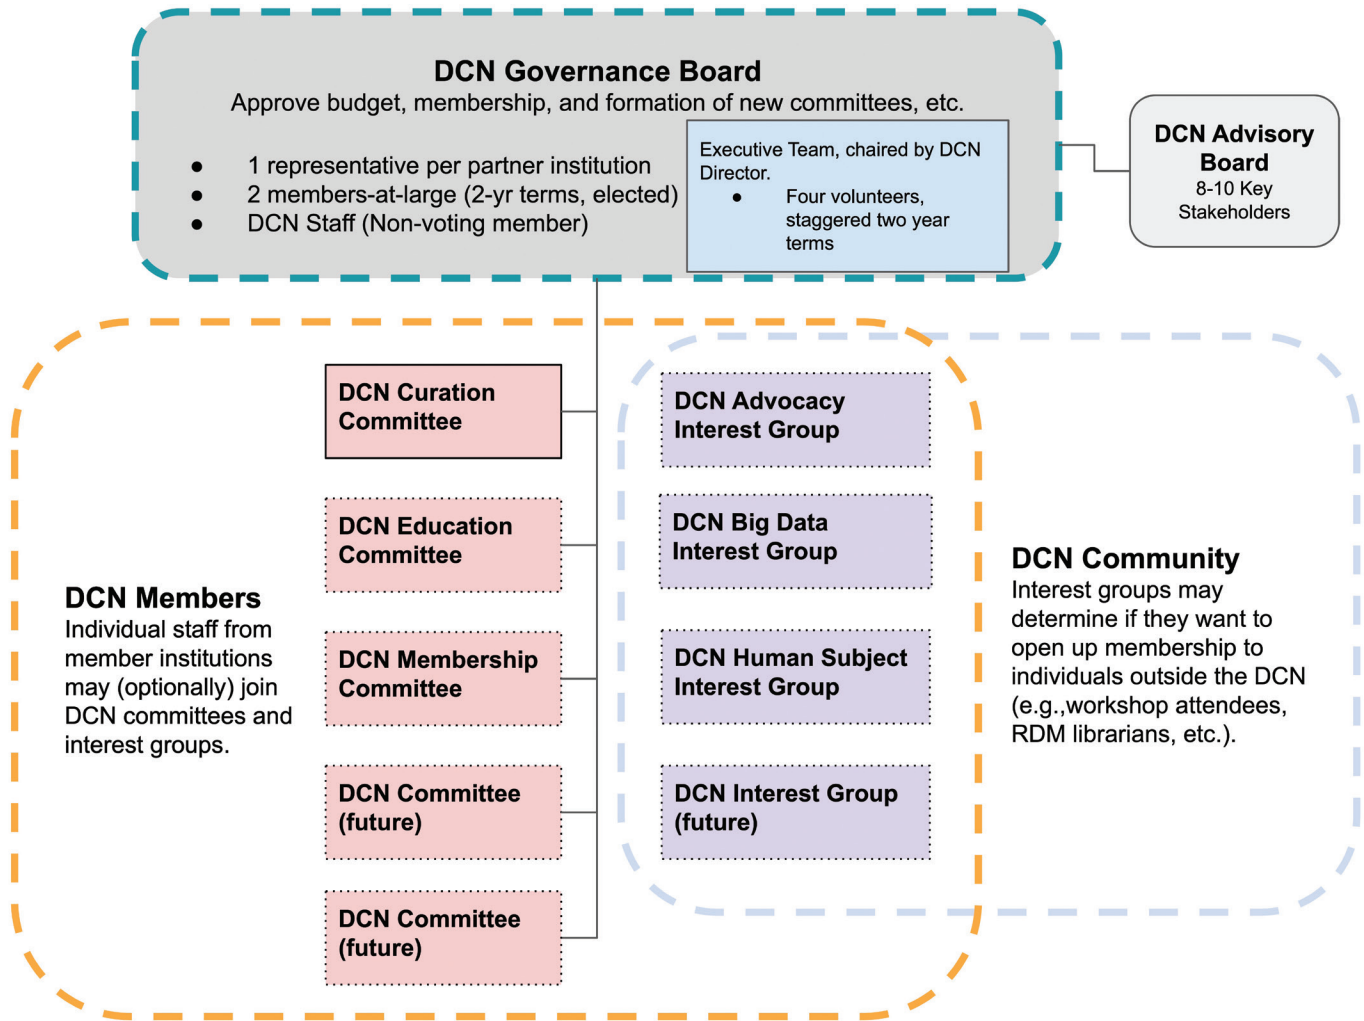 DCN Governance Board
Approve budget, membership, and formation of new committees, etc.
● 1 representative per partner institution
● 2 members-at-large (2-yr terms, elected)
● DCN Staff (Non-voting member)
Executive Team, chaired by DCN
Director.
● Four volunteers,
staggered two year
terms
DCN Advisory
Board
8-10 Key
Stakeholders
DCN Members
Individual staff from
member institutions
may (optionally) join
DCN committees and
interest groups.
DCN Curation
Committee
DCN Education
Committee
DCN Membership
Committee
DCN Committee
(future)
DCN Committee
(future)
DCN Advocacy
Interest Group
DCN Big Data
Interest Group
DCN Human Subject
Interest Group
DCN Interest Group
(future)
DCN Community
Interest groups may
determine if they want to
open up membership to
individuals outside the DCN
(e.g.,workshop attendees,
RDM librarians, etc.).